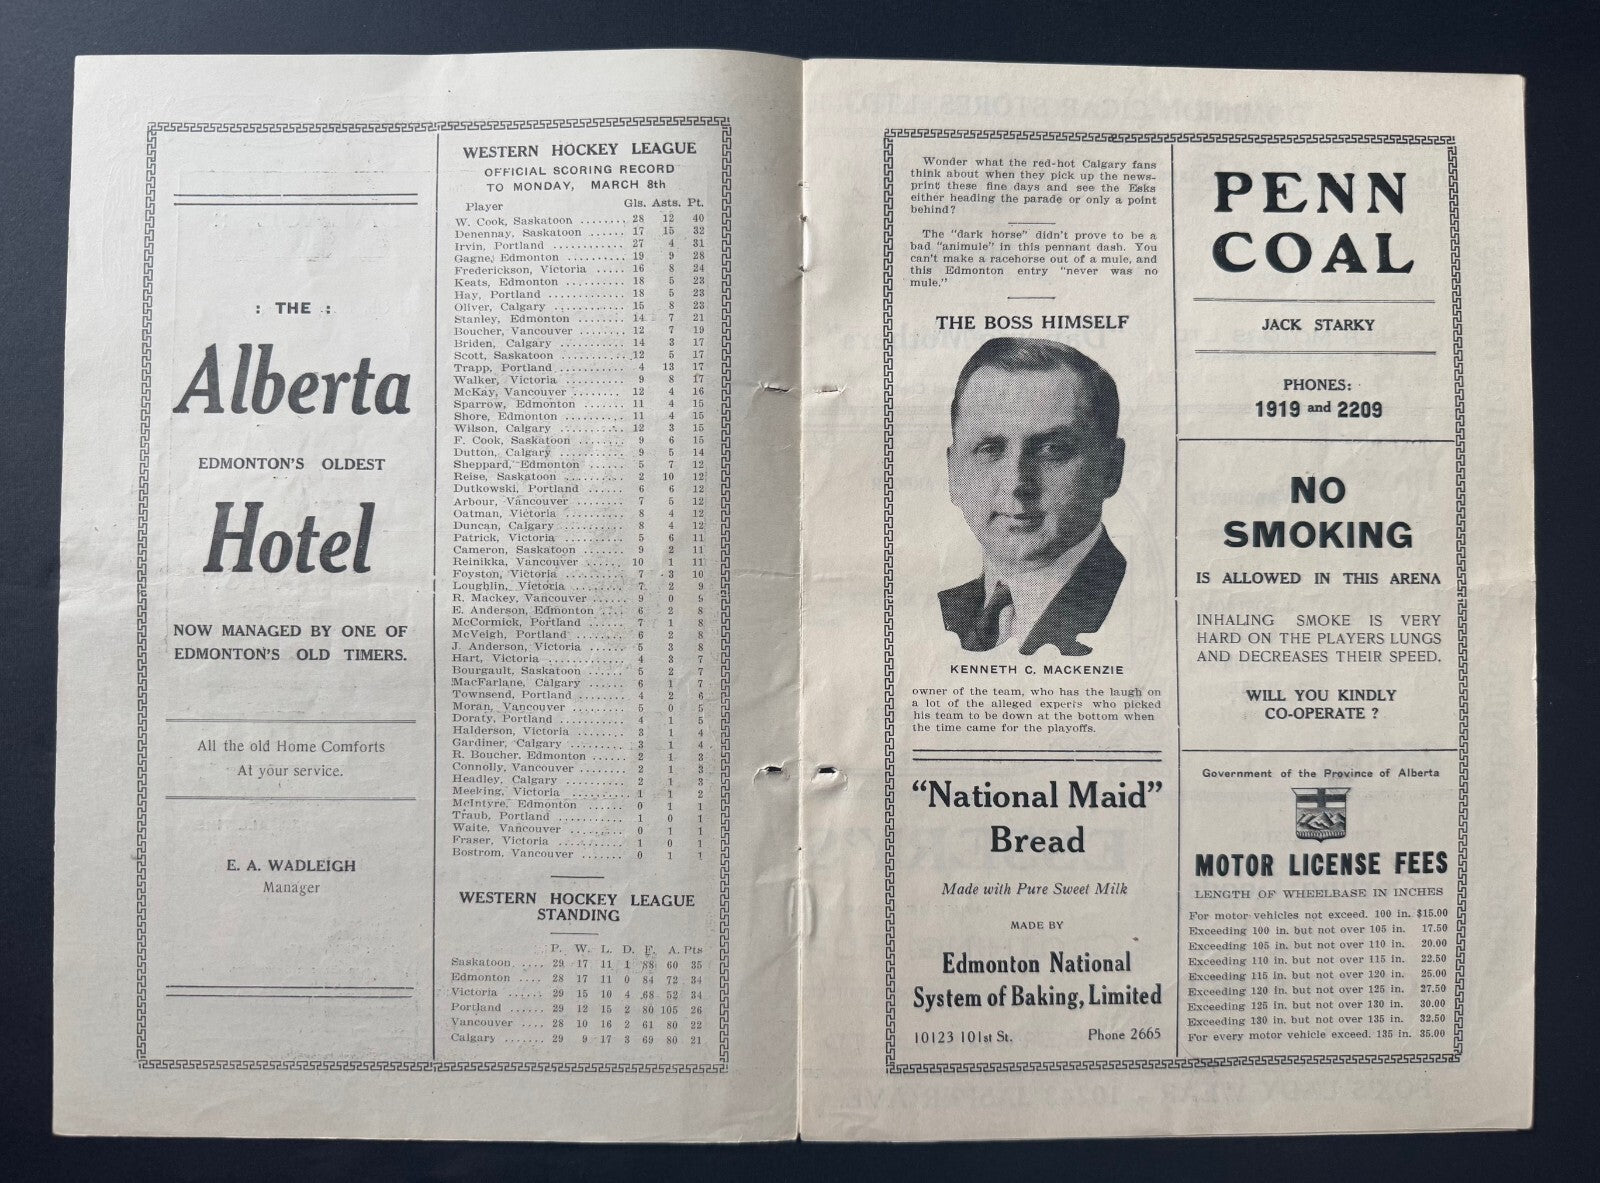 : THE :
Alberta
EDMONTON'S OLDEST
Hotel
NOW MANAGED BY ONE OF
EDMONTON'S OLD TIMERS.
All the old Home Comforts
At your service.
E. A. WADLEIGH
Manager
WESTERN HOCKEY LEAGUE
OFFICIAL SCORING RECORD
TO MONDAY, MARCH 8th
Player Gls. Asts. Pt.
W. Cook, Saskatoon ........ 28 12 40
Denennay, Saskatoon ...... 17 15 32
Irvin, Portland ............ 27 4 31
Gagne, Edmonton .......... 19 9 28
Frederickson, Victoria ..... 16 8 24
Keats, Edmonton .......... 18 5 23
Hay, Portland ............. 18 5 23
Oliver, Calgary ............ 15 8 23
Stanley, Edmonton ........ 14 7 21
Boucher, Vancouver ........ 12 7 19
Briden, Calgary ............ 14 3 17
Scott, Saskatoon ............ 12 5 17
Trapp, Portland ............ 4 13 17
Walker, Victoria ........... 9 8 17
McKay, Vancouver ......... 12 4 16
Sparrow, Edmonton ....... 11 4 15
Shore, Edmonton .......... 11 4 15
Wilson, Calgary ............ 12 3 15
F. Cook, Saskatoon ........ 9 6 15
Dutton, Calgary ............ 9 5 14
Sheppard, Edmonton ...... 5 7 12
Reise, Saskatoon ........... 2 10 12
Dutkowski, Portland ...... 6 6 12
Arbour, Vancouver ........ 7 5 12
Oatman, Victoria .......... 8 4 12
Duncan, Calgary .......... 8 4 12
Patrick, Victoria .......... 5 6 11
Cameron, Saskatoon ....... 9 2 11
Reinikka, Vancouver ...... 10 1 11
Foyston, Victoria .......... 7 3 10
Loughlin, Victoria ......... 7 2 9
R. Mackey, Vancouver ...... 9 0 9
E. Anderson, Edmonton .... 6 2 8
McCormick, Portland ...... 7 1 8
McVeigh, Portland ........ 6 2 8
J. Anderson, Victoria ...... 5 3 8
Hart, Victoria ............. 4 3 7
Bourgault, Saskatoon ...... 5 2 7
MacFarlane, Calgary ...... 6 1 7
Townsend, Portland ........ 4 2 6
Moran, Vancouver ......... 5 0 5
Doraty, Portland ........... 4 1 5
Halderson, Victoria ........ 3 1 4
Gardiner, Calgary ......... 3 1 4
R. Boucher, Edmonton ..... 2 1 3
Connolly, Vancouver ....... 2 1 3
Headley, Calgary .......... 2 1 3
Meeking, Victoria .......... 1 1 2
McIntyre, Edmonton ...... 0 1 1
Traub, Portland ............ 1 0 1
Waite, Vancouver .......... 0 1 1
Fraser, Victoria ............ 1 0 1
Bostrom, Vancouver ....... 0 1 1
WESTERN HOCKEY LEAGUE
STANDING
P. W. L. D. F. A. Pts
Saskatoon ..... 29 17 11 1 88 60 35
Edmonton .... 28 17 11 0 84 72 34
Victoria ...... 29 15 10 4 68 52 34
Portland ...... 29 12 15 2 80 105 26
Vancouver .... 28 10 16 2 61 80 22
Calgary ....... 29 9 17 3 69 80 21
Wonder what the red-hot Calgary fans
think about when they pick up the news-
print these fine days and see the Esks
either heading the parade or only a point
behind?
The "dark horse" didn't prove to be a
bad "animule" in this pennant dash. You
can't make a racehorse out of a mule, and
this Edmonton entry "never was no
mule."
THE BOSS HIMSELF
KENNETH C. MACKENZIE
owner of the team, who has the laugh on
a lot of the alleged experts who picked
his team to be down at the bottom when
the time came for the playoffs.
"National Maid"
Bread
Made with Pure Sweet Milk
MADE BY
Edmonton National
System of Baking, Limited
10123 101st St. Phone 2665
PENN
COAL
JACK STARKY
PHONES:
1919 and 2209
NO
SMOKING
IS ALLOWED IN THIS ARENA
INHALING SMOKE IS VERY
HARD ON THE PLAYERS LUNGS
AND DECREASES THEIR SPEED.
WILL YOU KINDLY
CO-OPERATE ?
Government of the Province of Alberta
MOTOR LICENSE FEES
LENGTH OF WHEELBASE IN INCHES
For motor vehicles not exceed. 100 in. $15.00
Exceeding 100 in. but not over 105 in. 17.50
Exceeding 105 in. but not over 110 in. 20.00
Exceeding 110 in. but not over 115 in. 22.50
Exceeding 115 in. but not over 120 in. 25.00
Exceeding 120 in. but not over 125 in. 27.50
Exceeding 125 in. but not over 130 in. 30.00
Exceeding 130 in. but not over 135 in. 32.50
For every motor vehicle exceed. 135 in. 35.00